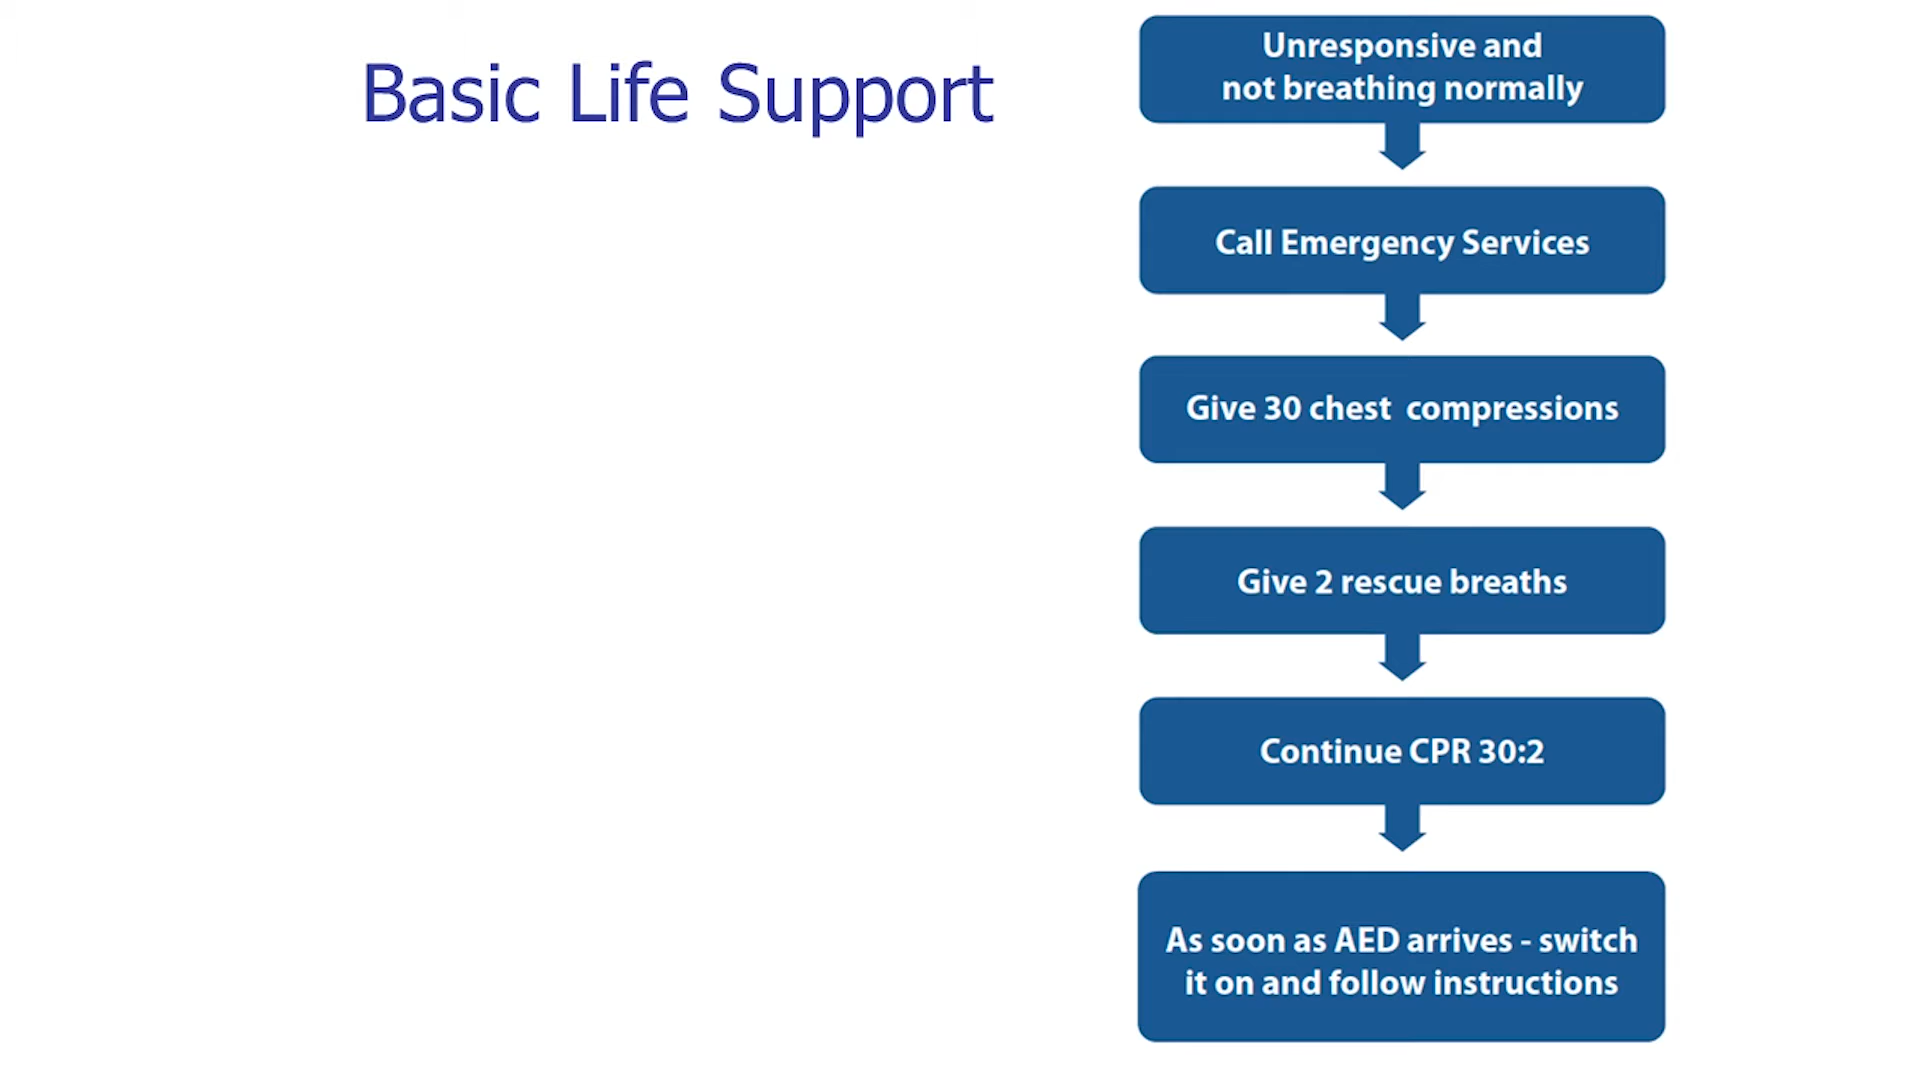 Basic Life Support
Unresponsive and
not breathing normally
Call Emergency Services
Give 30 chest compressions
Give 2 rescue breaths
Continue CPR 30:2
As soon as AED arrives - switch
it on and follow instructions